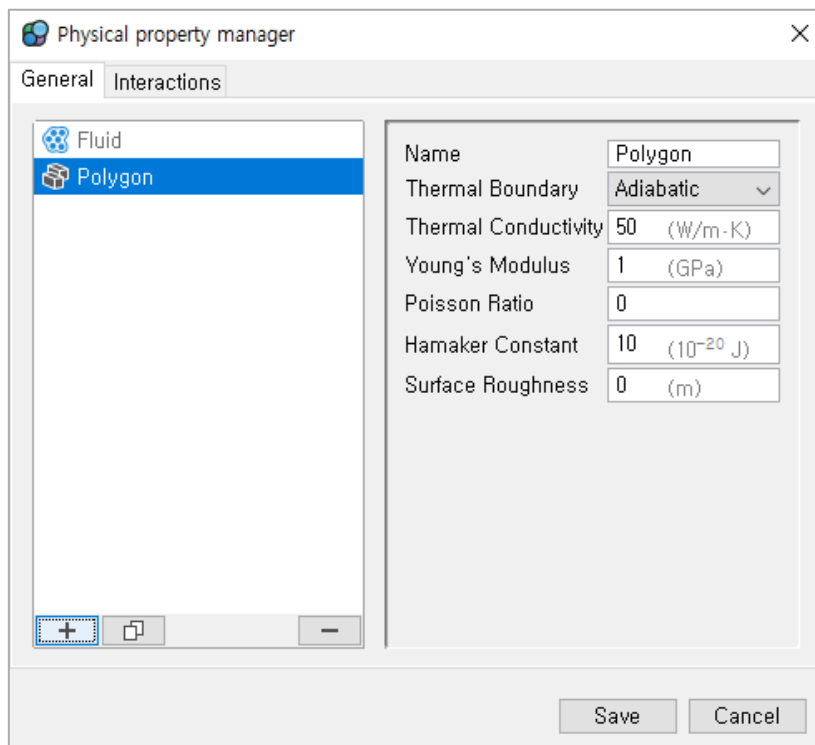 Physical property manager
General
Interactions
Fluid
Polygon
Name Polygon
Thermal Boundary Adiabatic
Thermal Conductivity 50 (W/m·K)
Young's Modulus 1 (GPa)
Poisson Ratio 0
Hamaker Constant 10 (10⁻²⁰ J)
Surface Roughness 0 (m)
Save
Cancel